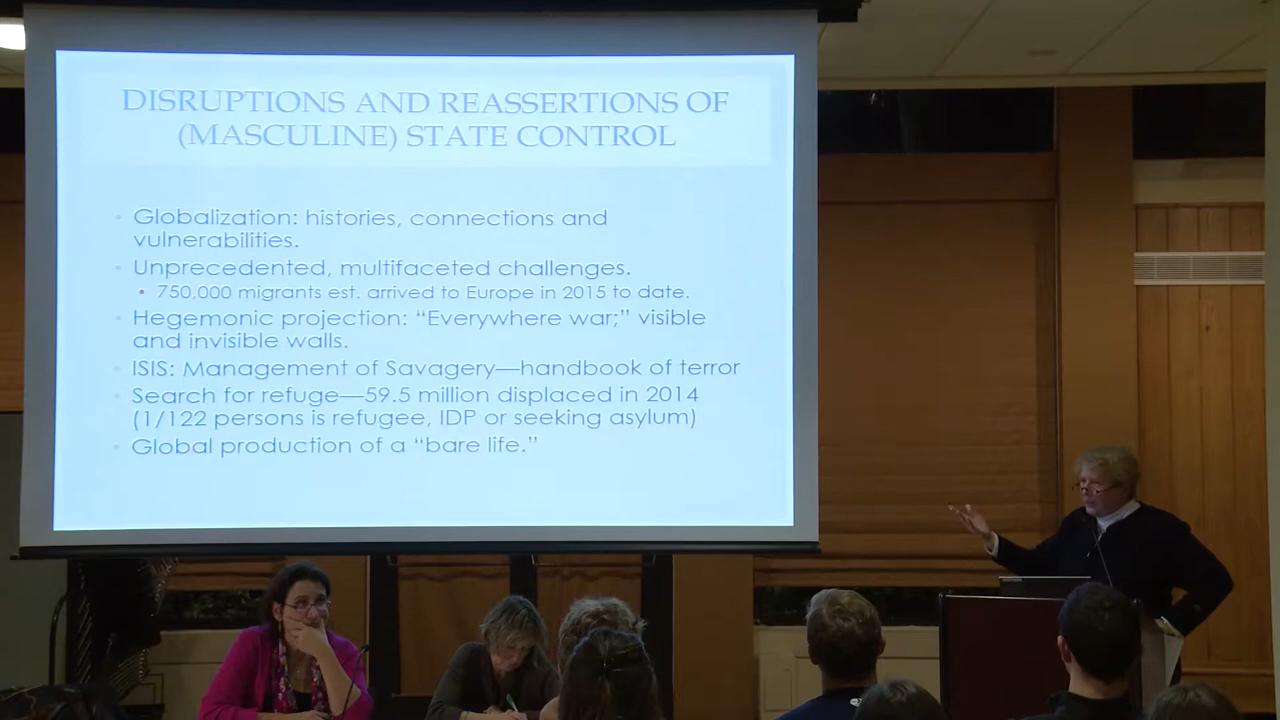 DISRUPTIONS AND REASSERTIONS OF
(MASCULINE) STATE CONTROL
• Globalization: histories, connections and
vulnerabilities.
• Unprecedented, multifaceted challenges.
• 750,000 migrants est. arrived to Europe in 2015 to date.
• Hegemonic projection: “Everywhere war;” visible
and invisible walls.
• ISIS: Management of Savagery—handbook of terror
• Search for refuge—59.5 million displaced in 2014
(1/122 persons is refugee, IDP or seeking asylum)
• Global production of a “bare life.”